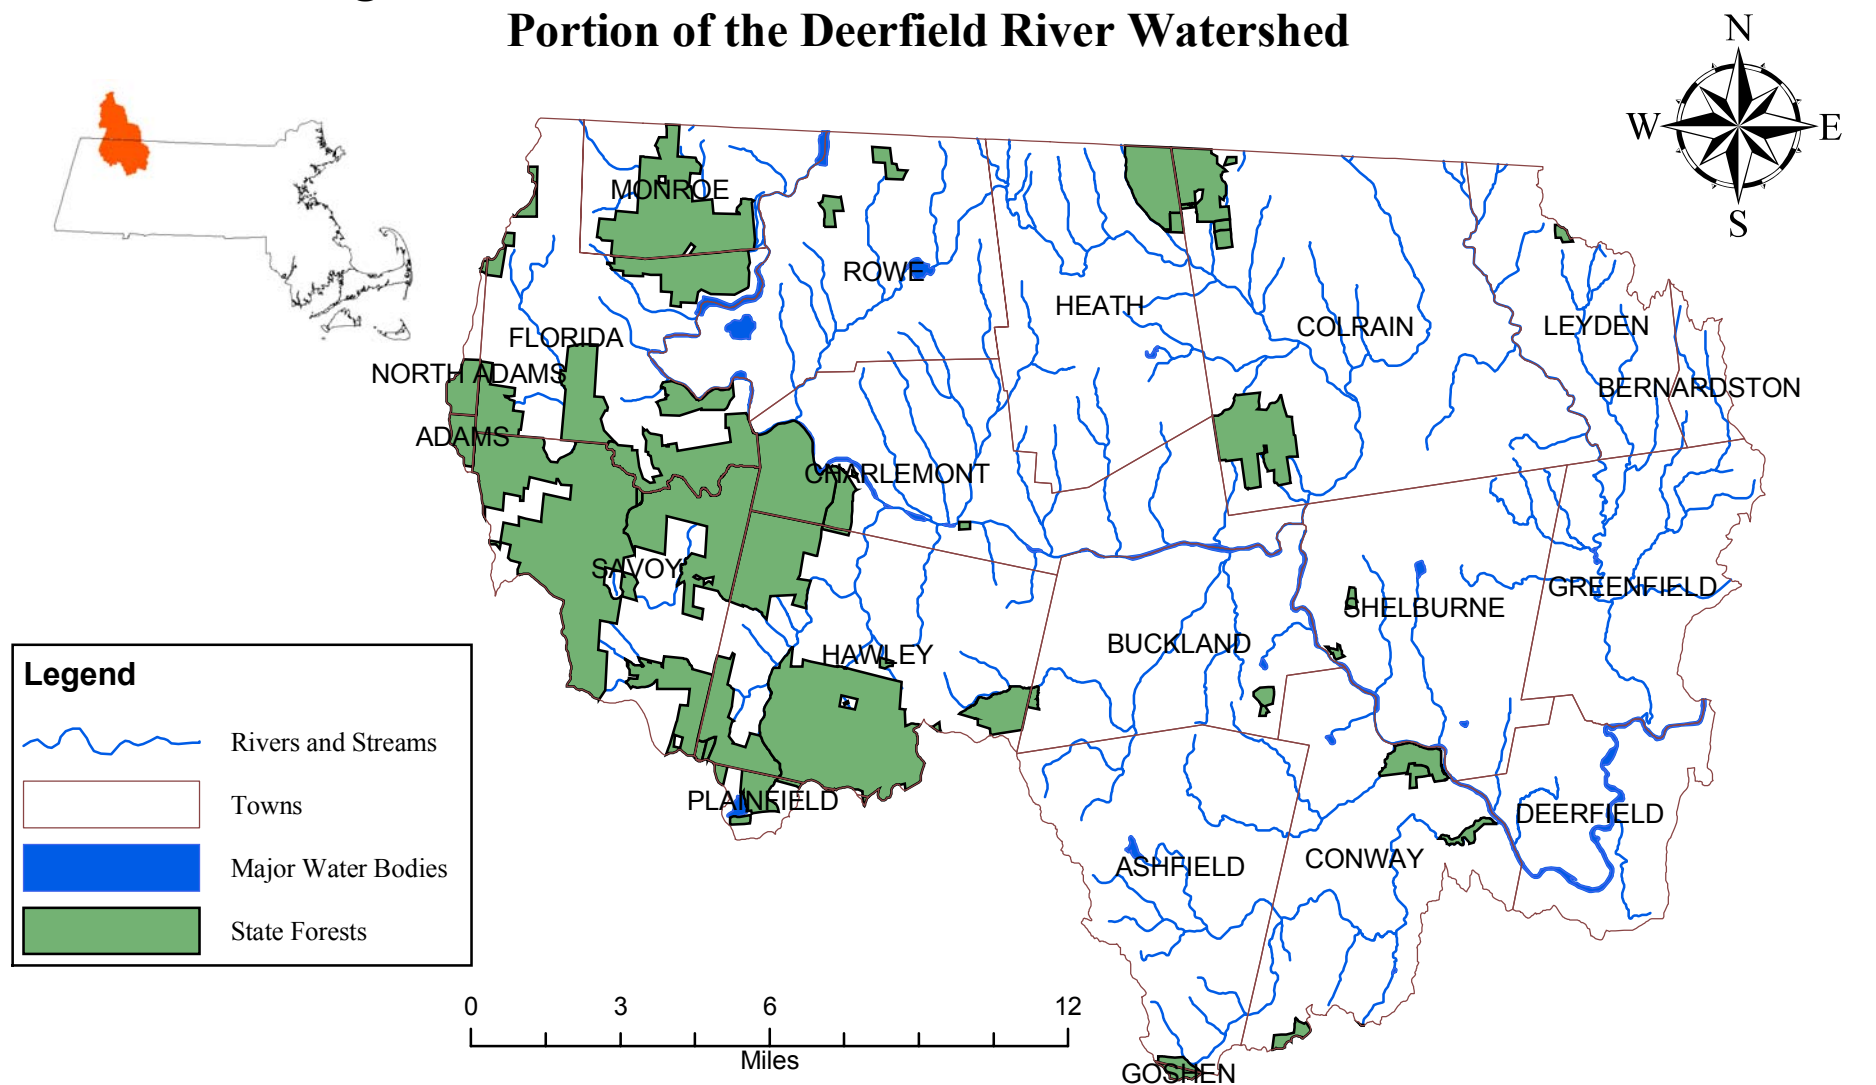 Portion of the Deerfield River Watershed
N
W
E
S
MONROE
ROWE
HEATH
COLRAIN
LEYDEN
FLORIDA
NORTH ADAMS
BERNARDSTON
ADAMS
CHARLEMONT
SAVOY
GREENFIELD
SHELBURNE
BUCKLAND
HAWLEY
PLAINFIELD
DEERFIELD
ASHFIELD
CONWAY
GOSHEN
Legend
Rivers and Streams
Towns
Major Water Bodies
State Forests
0 3 6 12
Miles